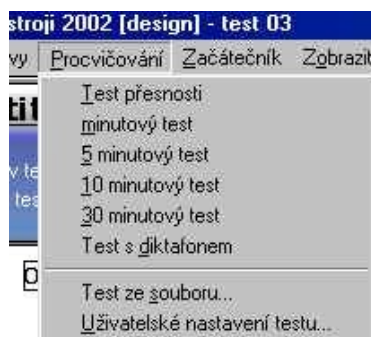 stroji 2002 [design] - test 03
vy Procvičování Začátečník Zobrazit
Test přesnosti
minutový test
5 minutový test
10 minutový test
30 minutový test
Test s diktafonem
Test ze souboru...
Uživatelské nastavení testu...